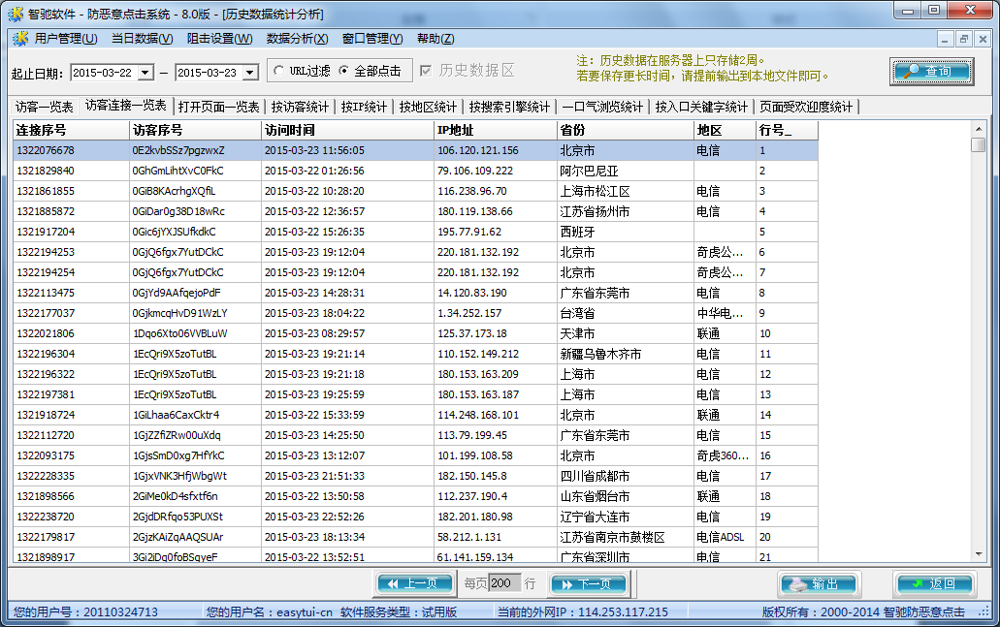 智驰软件 - 防恶意点击系统 - 8.0版 - [历史数据统计分析]
用户管理(U) 当日数据(V) 阻击设置(W) 数据分析(X) 窗口管理(Y) 帮助(Z)
起止日期: 2015-03-22 — 2015-03-23 URL过滤 全部点击 历史数据区
注：历史数据在服务器上只存储2周。
若要保存更长时间，请提前输出到本地文件即可。
查询
访客一览表 访客连接一览表 打开页面一览表 按访客统计 按IP统计 按地区统计 按搜索引擎统计 一口气浏览统计 按入口关键字统计 页面受欢迎度统计
连接序号 访客序号 访问时间 IP地址 省份 地区 行号_
1322076678 0E2kvbSSz7pgzwxZ 2015-03-23 11:56:05 106.120.121.156 北京市 电信 1
1321829840 0GhGmLihtXvC0FkC 2015-03-22 01:26:56 79.106.109.222 阿尔巴尼亚 2
1321861855 0GiB8KAcrhgXQfiL 2015-03-22 10:28:20 116.238.96.70 上海市松江区 电信 3
1321885872 0GiDar0g38D18wRc 2015-03-22 12:36:57 180.119.138.66 江苏省扬州市 电信 4
1321917204 0Gic6jYXJSUfkdkC 2015-03-22 15:26:35 195.77.91.62 西班牙 5
1322194253 0GjQ6fgx7YutDCkC 2015-03-22 19:12:04 220.181.132.192 北京市 奇虎公... 6
1322194254 0GjQ6fgx7YutDCkC 2015-03-23 19:12:04 220.181.132.192 北京市 奇虎公... 7
1322113475 0GjYd9AAfqejoPdF 2015-03-23 14:28:31 14.120.83.190 广东省东莞市 电信 8
1322177037 0GjkmcqHvD91WzLY 2015-03-23 18:04:22 1.34.252.157 台湾省 中华电... 9
1322021806 1Dqo6Xto06VVBLuW 2015-03-23 08:29:57 125.37.173.18 天津市 联通 10
1322196304 1EcQri9X5zoTutBL 2015-03-23 19:21:14 110.152.149.212 新疆乌鲁木齐市 电信 11
1322196322 1EcQri9X5zoTutBL 2015-03-23 19:21:18 180.153.163.209 上海市 电信 12
1322197381 1EcQri9X5zoTutBL 2015-03-23 19:25:59 180.153.163.187 上海市 电信 13
1321918724 1GiLhaa6CaxCktr4 2015-03-22 15:33:59 114.248.168.101 北京市 联通 14
1322112720 1GjZZfiZRw00uXdq 2015-03-23 14:25:50 113.79.199.45 广东省东莞市 电信 15
1322093175 1GjsSmD0xg7HfYkC 2015-03-23 13:12:07 101.199.108.58 北京市 奇虎360... 16
1322228335 1GjxVNK3HfjWbgWt 2015-03-23 21:51:33 182.150.145.8 四川省成都市 电信 17
1321898566 2GiMe0kD4sfxtf6n 2015-03-22 13:50:58 112.237.190.4 山东省烟台市 联通 18
1322238720 2GjdDRfqo53PUXSt 2015-03-23 22:52:26 182.201.180.98 辽宁省大连市 电信 19
1322179817 2GjzKAiZqAAQSUAr 2015-03-23 18:13:34 58.212.1.131 江苏省南京市鼓楼区 电信ADSL 20
1321898917 3Gi2iDq0foBSqyeF 2015-03-22 13:52:51 61.141.159.134 广东省深圳市 电信 21
上一页 每页 200 行 下一页 输出 返回
您的用户号：20110324713 您的用户名：easytui-cn 软件服务类型：试用版 当前的外网IP：114.253.117.215 版权所有：2000-2014 智驰防恶意点击